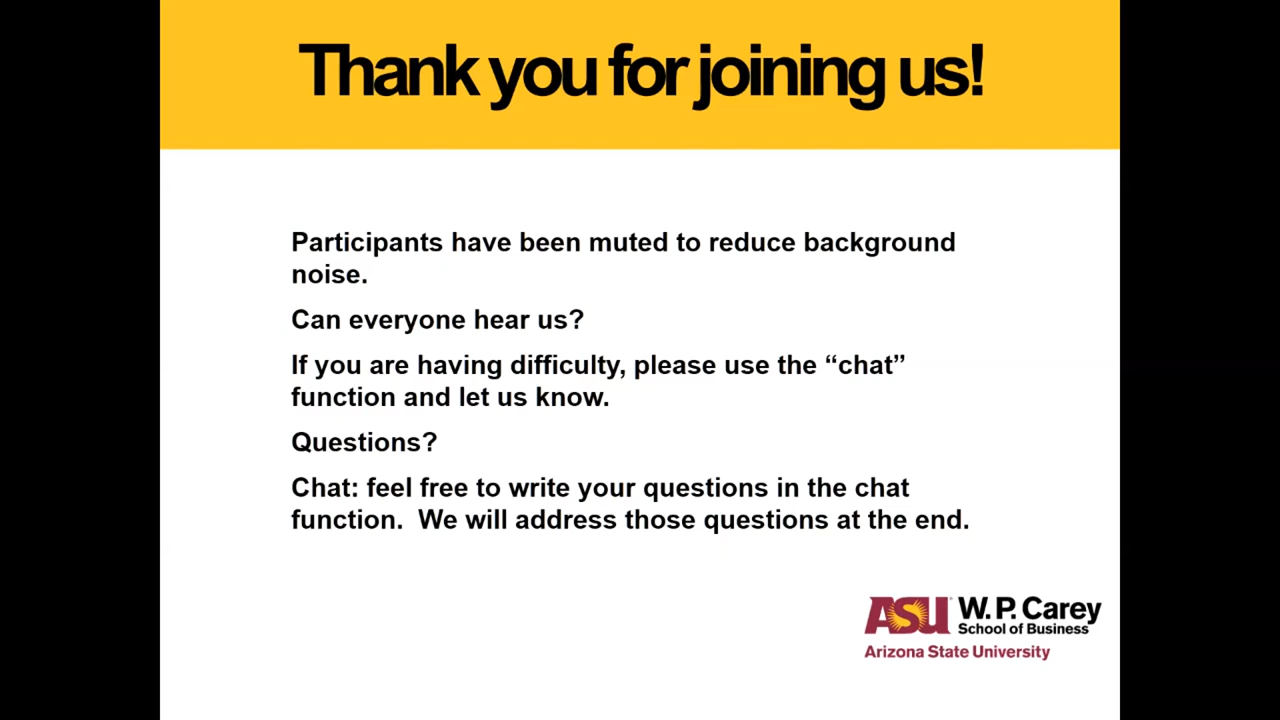 Thank you for joining us!
Participants have been muted to reduce background
noise.
Can everyone hear us?
If you are having difficulty, please use the “chat”
function and let us know.
Questions?
Chat: feel free to write your questions in the chat
function.  We will address those questions at the end.
ASU W. P. Carey
School of Business
Arizona State University